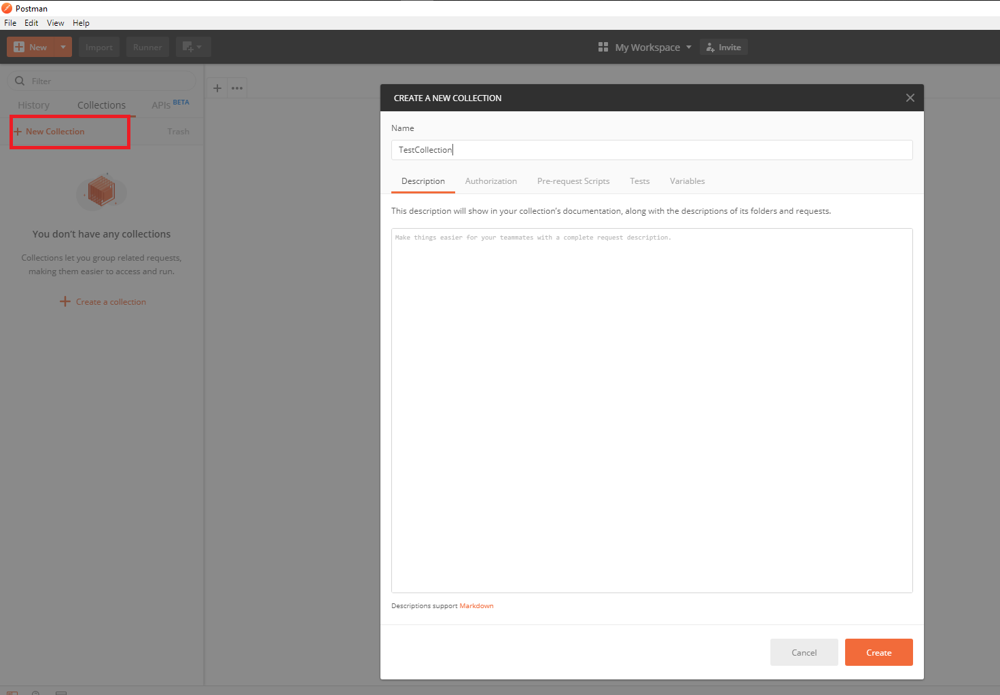 Postman
File Edit View Help
New Import Runner My Workspace Invite
Filter
History Collections APIs BETA
+ New Collection Trash
You don't have any collections
Collections let you group related requests,
making them easier to access and run.
+ Create a collection
CREATE A NEW COLLECTION
Name
TestCollection
Description Authorization Pre-request Scripts Tests Variables
This description will show in your collection's documentation, along with the descriptions of its folders and requests.
Make things easier for your teammates with a complete request description.
Descriptions support Markdown
Cancel Create